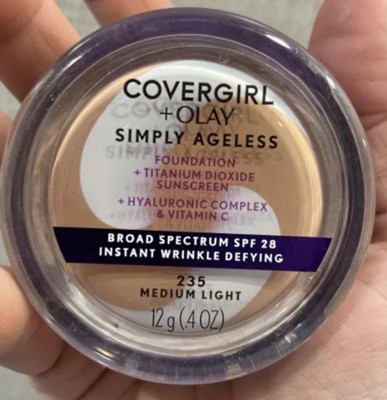 COVERGIRL
+OLAY
SIMPLY AGELESS
FOUNDATION
+ TITANIUM DIOXIDE
SUNSCREEN
+ HYALURONIC COMPLEX
& VITAMIN C
BROAD SPECTRUM SPF 28
INSTANT WRINKLE DEFYING
235
MEDIUM LIGHT
12 g (.4 OZ)